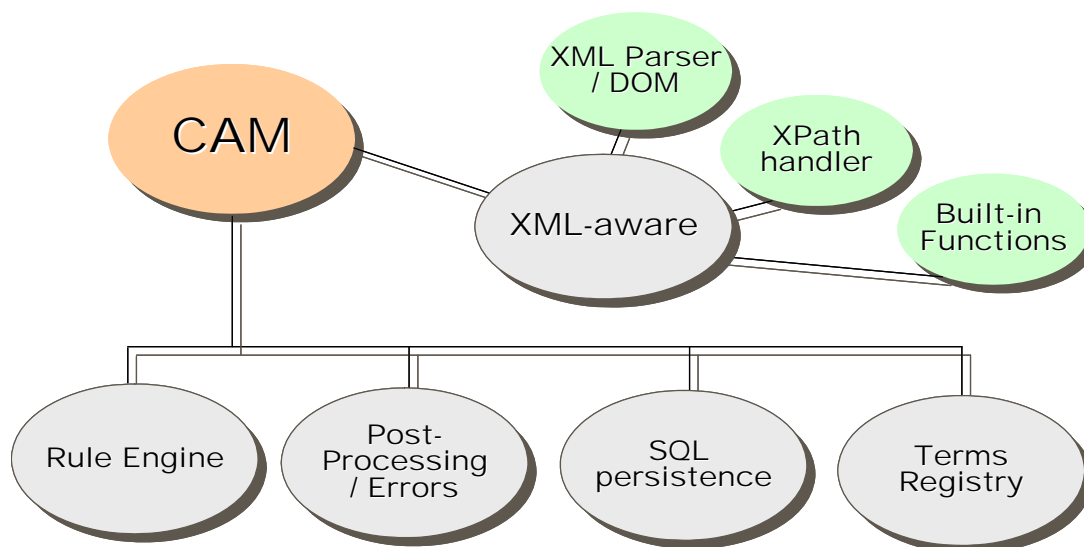 XML Parser
/ DOM
CAM
XPath
handler
XML-aware
Built-in
Functions
Rule Engine
Post-
Processing
/ Errors
SQL
persistence
Terms
Registry